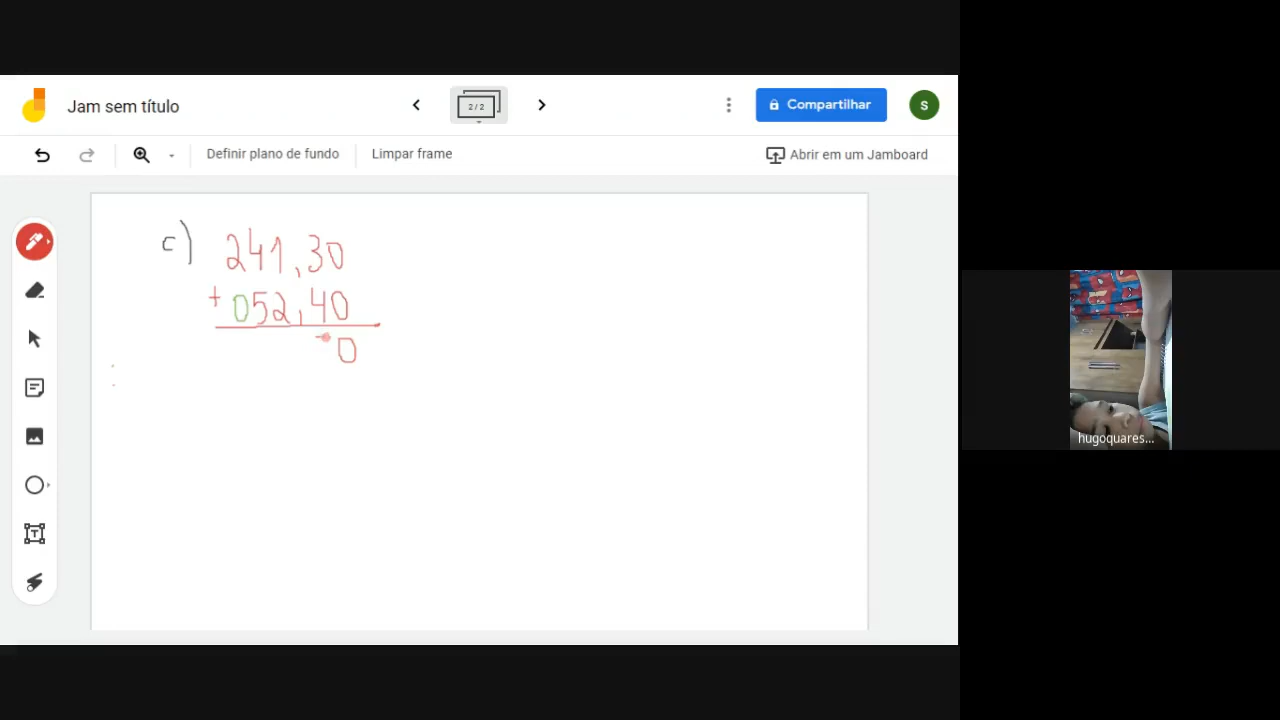 Jam sem título
2 / 2
Compartilhar
S
Definir plano de fundo
Limpar frame
Abrir em um Jamboard
c) 241,30
+ 052,40
0
T
hugoquares...